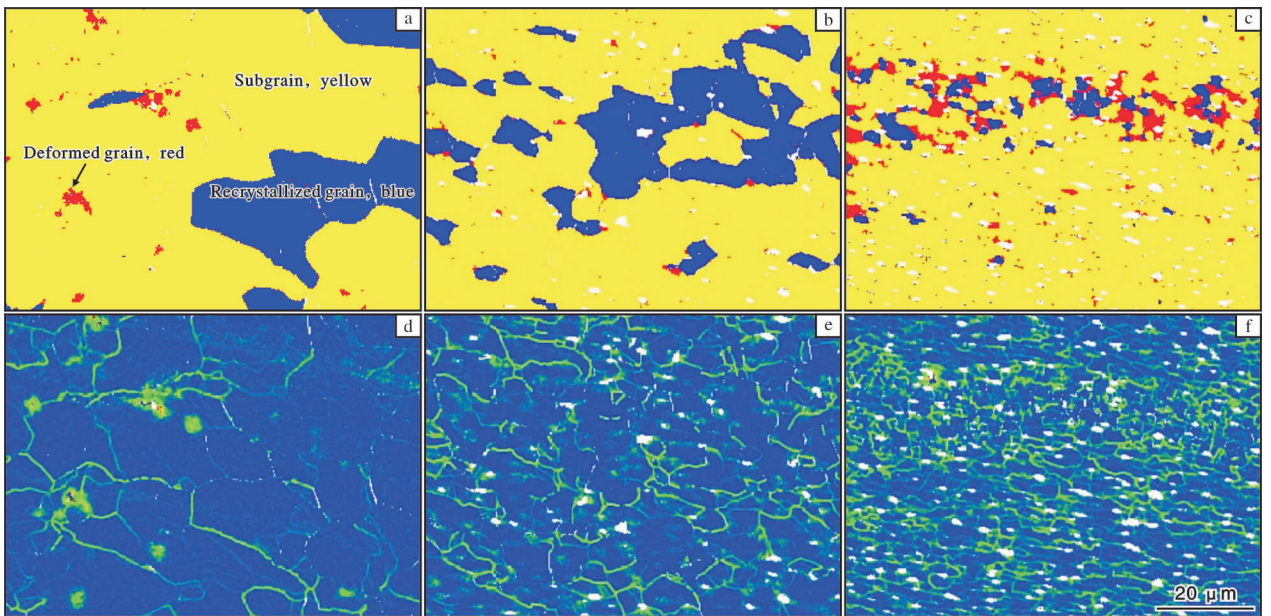 a
b
c
Subgrain, yellow
Deformed grain, red
Recrystallized grain, blue
d
e
f
20 μm